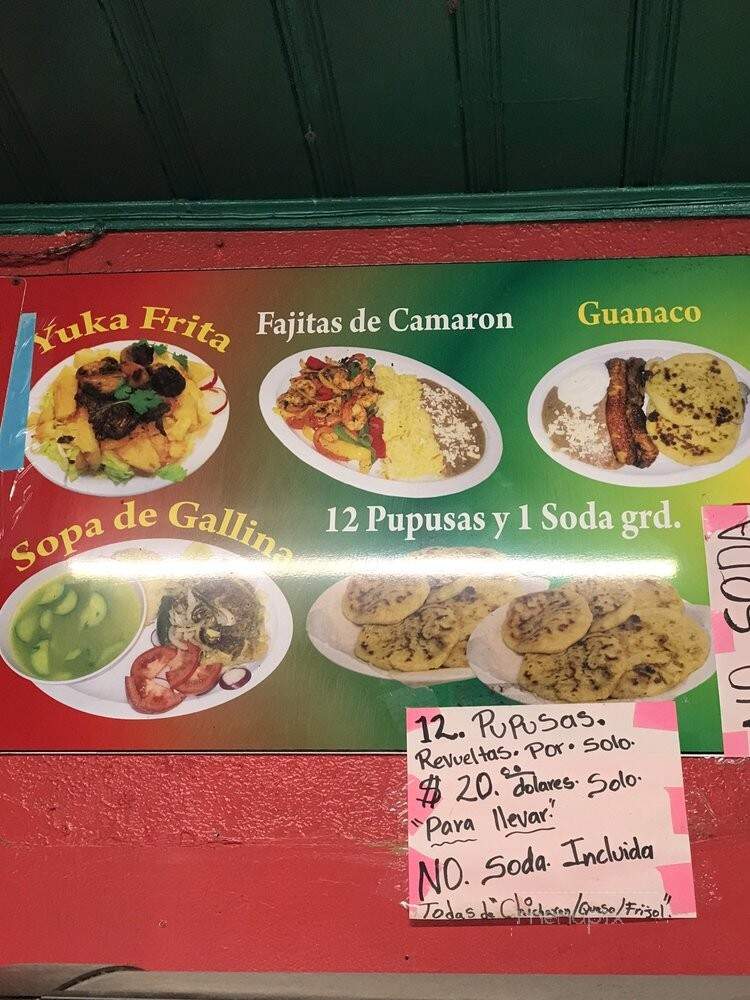 Yuka Frita
Fajitas de Camaron
Guanaco
Sopa de Gallina
12 Pupusas y 1 Soda grd.
NO SODA
12. Pupusas.
Revueltas. Por. Solo.
$ 20.00 dolares. Solo.
"Para llevar."
NO. Soda. Incluida
Todas de "Chicharon/Queso/Frijol".
menupix